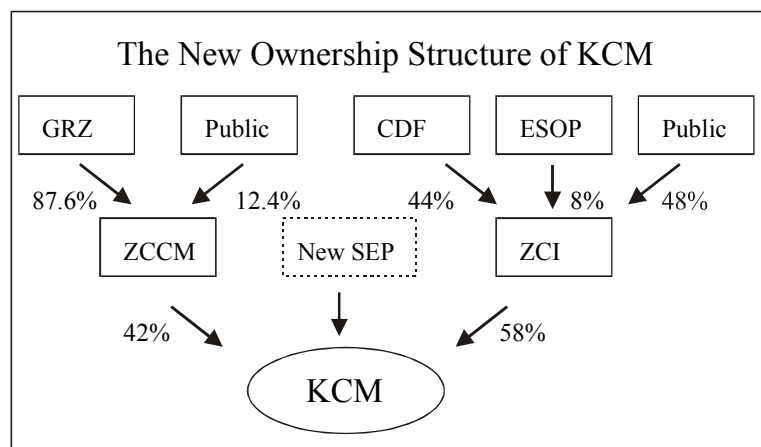 The New Ownership Structure of KCM
GRZ Public CDF ESOP Public
87.6% 12.4% 44% 8% 48%
ZCCM New SEP ZCI
42% 58%
KCM